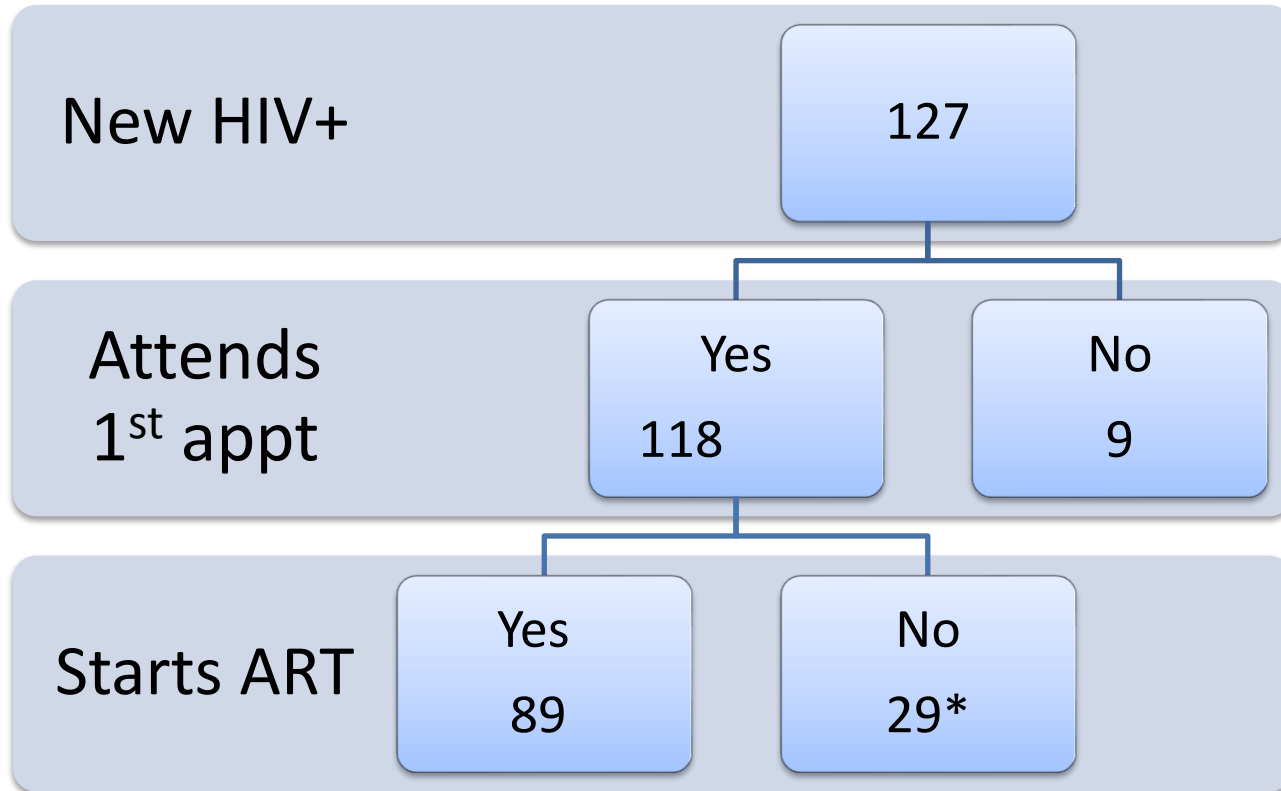 New HIV+
127
Attends
1st appt
Yes
118
No
9
Starts ART
Yes
89
No
29*